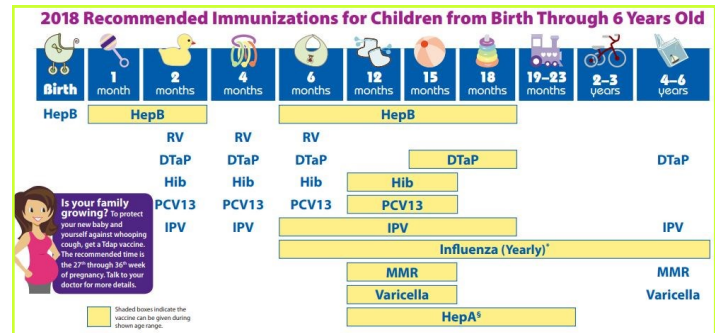 2018 Recommended Immunizations for Children from Birth Through 6 Years Old
Birth
1 month
2 months
4 months
6 months
12 months
15 months
18 months
19–23 months
2–3 years
4–6 years
HepB HepB HepB
RV RV RV
DTaP DTaP DTaP DTaP DTaP
Hib Hib Hib Hib
PCV13 PCV13 PCV13 PCV13
IPV IPV IPV IPV
Influenza (Yearly)*
MMR MMR
Varicella Varicella
HepA§
Is your family
growing? To protect
your new baby and
yourself against whooping
cough, get a Tdap vaccine.
The recommended time is
the 27th through 36th week
of pregnancy. Talk to your
doctor for more details.
Shaded boxes indicate the
vaccine can be given during
shown age range.